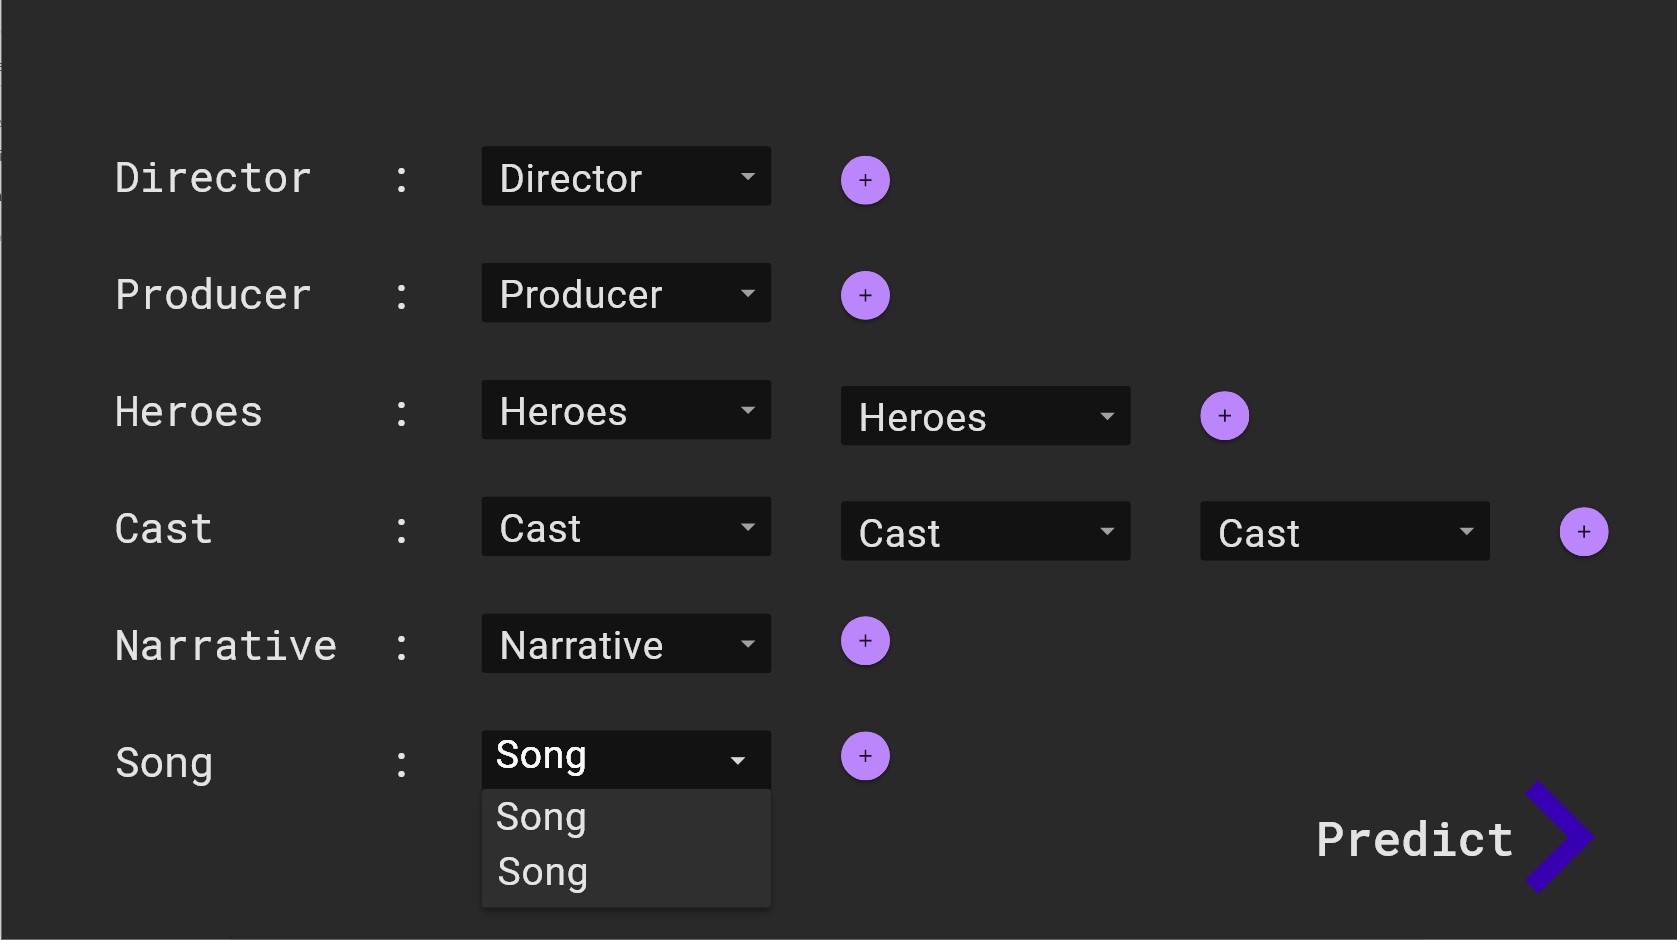 Director : Director +
Producer : Producer +
Heroes : Heroes Heroes +
Cast : Cast Cast Cast +
Narrative : Narrative +
Song : Song +
Song
Song
Predict